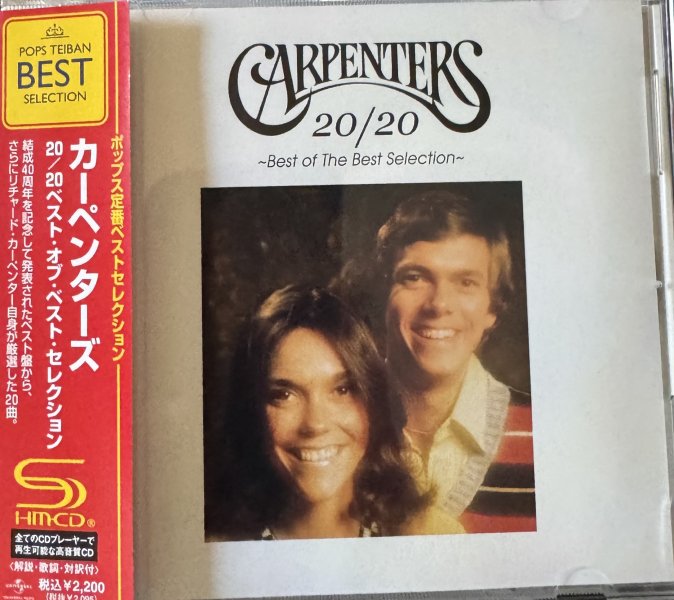 POPS TEIBAN
BEST
SELECTION
ポップス定番ベストセレクション
カーペンターズ
20/20ベスト・オブ・ベスト・セレクション
結成40周年を記念して発表されたベスト盤から、
さらにリチャード・カーペンター自身が厳選した20曲。
SHM-CD®
全てのCDプレーヤーで
再生可能な高音質CD
〈解説・歌詞・対訳付〉
税込¥2,200
(税抜¥2,096)
CARPENTERS
20/20
~Best of The Best Selection~